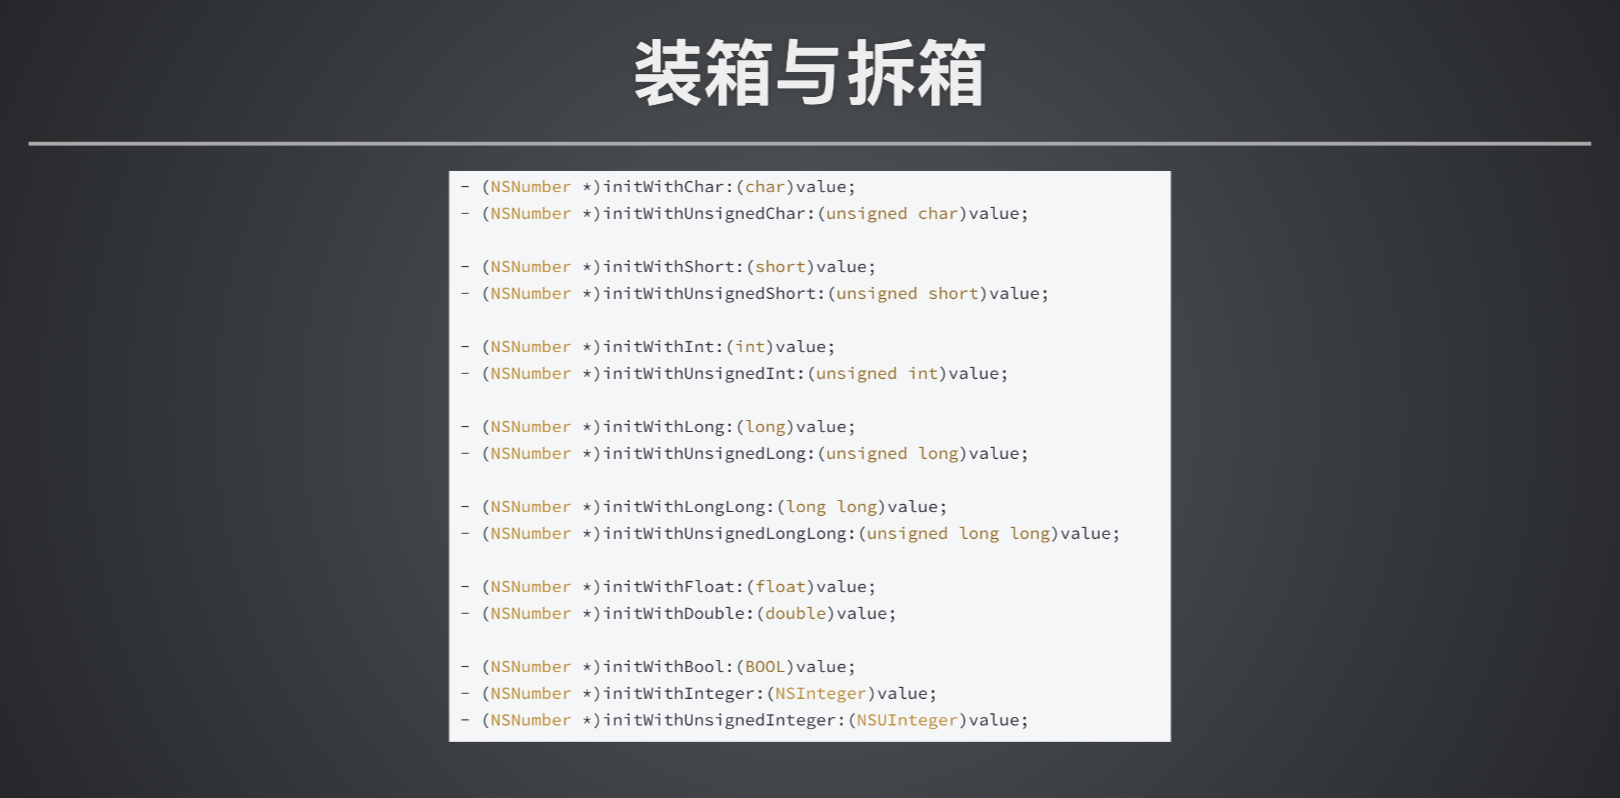 装箱与拆箱
- (NSNumber *)initWithChar:(char)value;
- (NSNumber *)initWithUnsignedChar:(unsigned char)value;
- (NSNumber *)initWithShort:(short)value;
- (NSNumber *)initWithUnsignedShort:(unsigned short)value;
- (NSNumber *)initWithInt:(int)value;
- (NSNumber *)initWithUnsignedInt:(unsigned int)value;
- (NSNumber *)initWithLong:(long)value;
- (NSNumber *)initWithUnsignedLong:(unsigned long)value;
- (NSNumber *)initWithLongLong:(long long)value;
- (NSNumber *)initWithUnsignedLongLong:(unsigned long long)value;
- (NSNumber *)initWithFloat:(float)value;
- (NSNumber *)initWithDouble:(double)value;
- (NSNumber *)initWithBool:(BOOL)value;
- (NSNumber *)initWithInteger:(NSInteger)value;
- (NSNumber *)initWithUnsignedInteger:(NSUInteger)value;